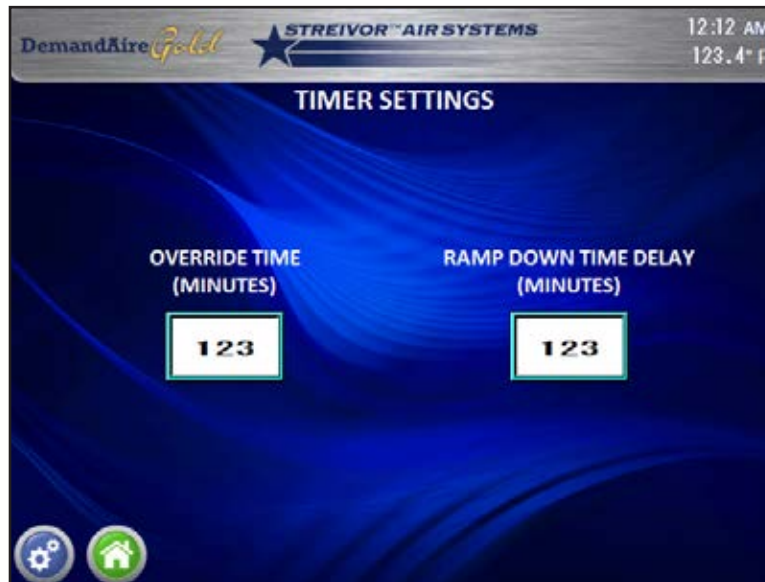 DemandAire Gold
STREIVOR™ AIR SYSTEMS
12:12 AM
123.4° F
TIMER SETTINGS
OVERRIDE TIME
(MINUTES)
RAMP DOWN TIME DELAY
(MINUTES)
123
123